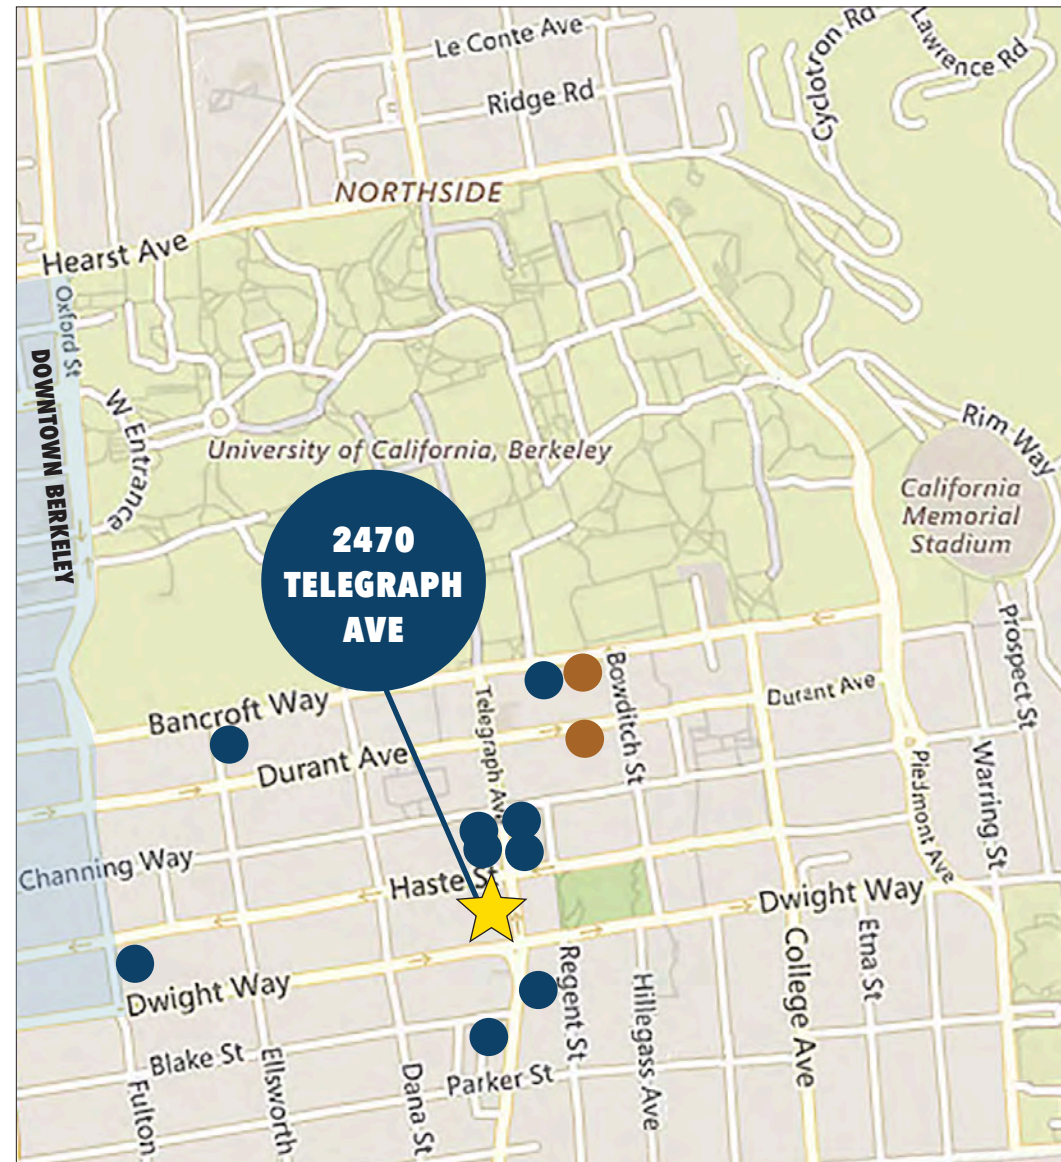 Le Conte Ave
Ridge Rd
Cyclotron Rd
Lawrence Rd
NORTHSIDE
Hearst Ave
Oxford St
DOWNTOWN BERKELEY
W Entrance
University of California, Berkeley
Rim Way
California
Memorial
Stadium
2470
TELEGRAPH
AVE
Prospect St
Bowditch St
Telegraph Ave
Durant Ave
Bancroft Way
Durant Ave
Piedmont Ave
Warring St
Channing Way
Haste St
Dwight Way
Dwight Way
College Ave
Etna St
Regent St
Hillegass Ave
Blake St
Parker St
Fulton
Ellsworth
Dana St